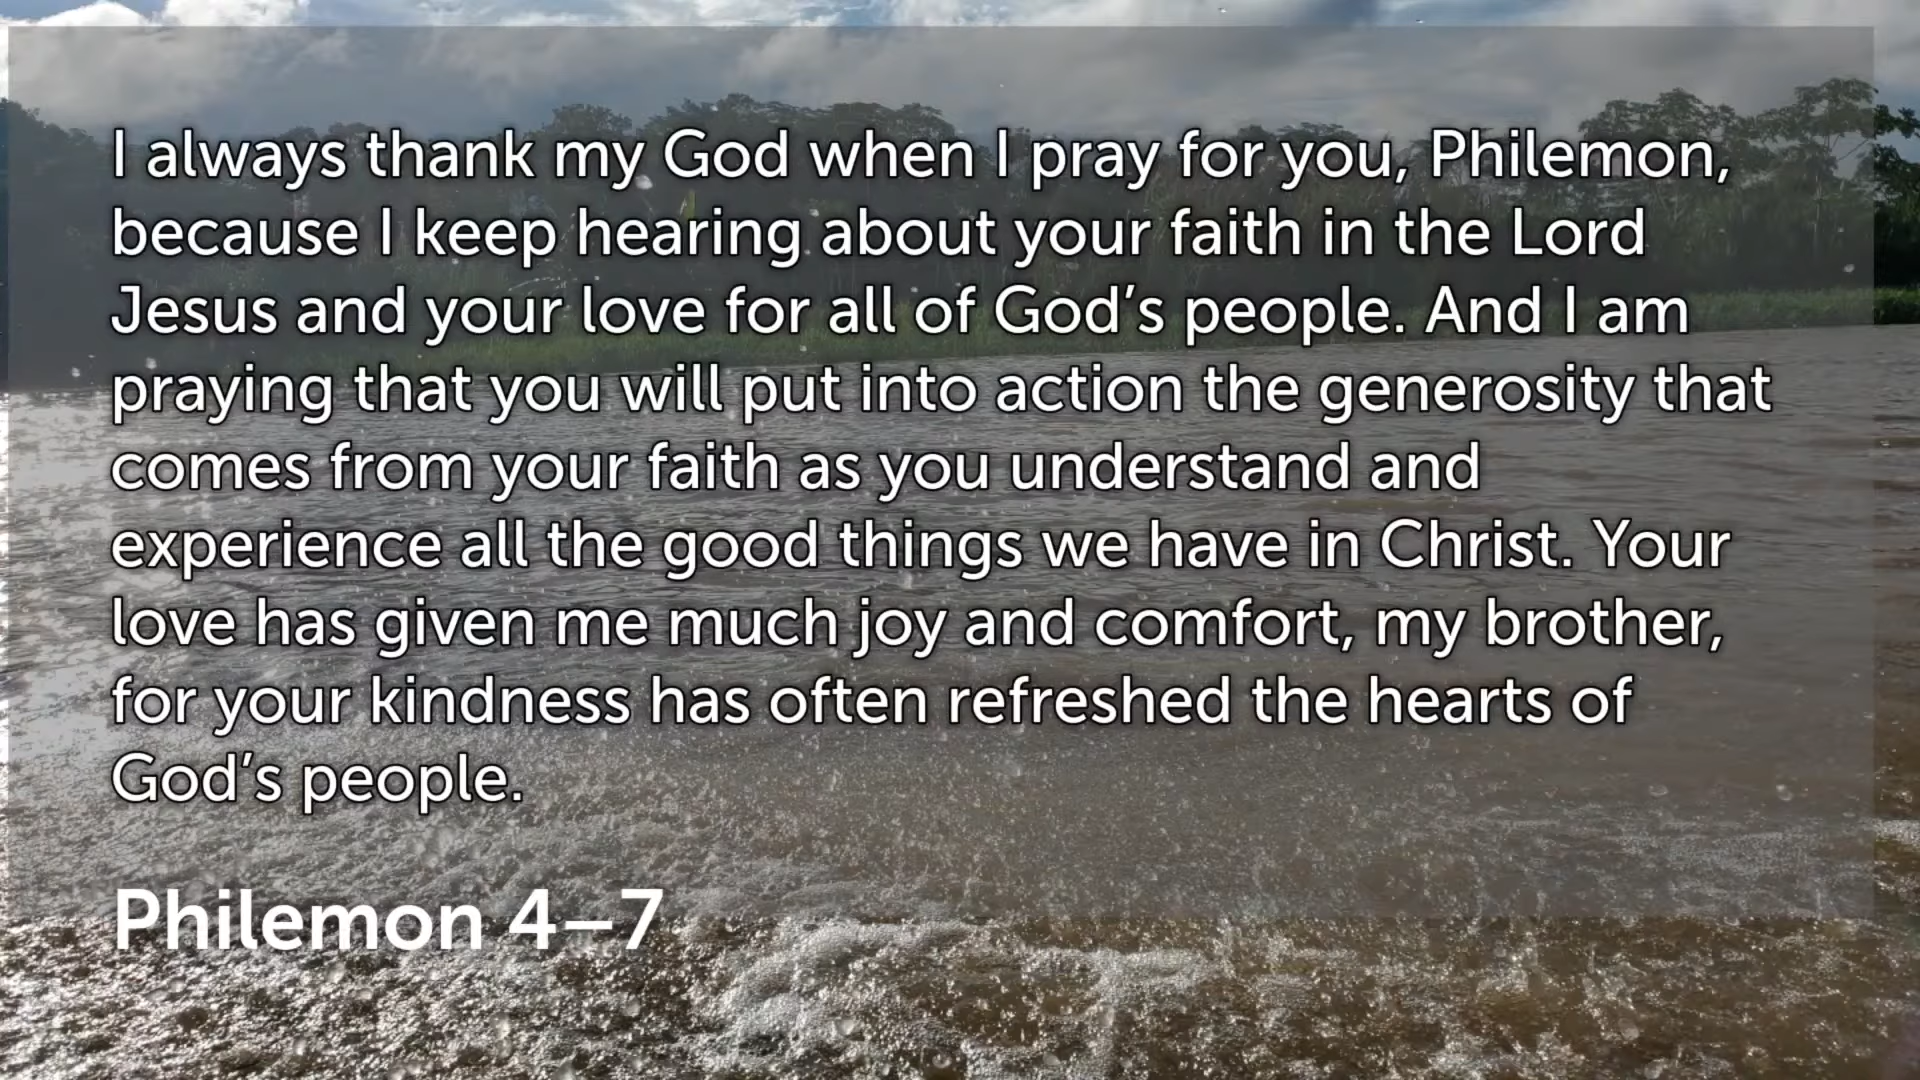 I always thank my God when I pray for you, Philemon,
because I keep hearing about your faith in the Lord
Jesus and your love for all of God’s people. And I am
praying that you will put into action the generosity that
comes from your faith as you understand and
experience all the good things we have in Christ. Your
love has given me much joy and comfort, my brother,
for your kindness has often refreshed the hearts of
God’s people.
Philemon 4–7